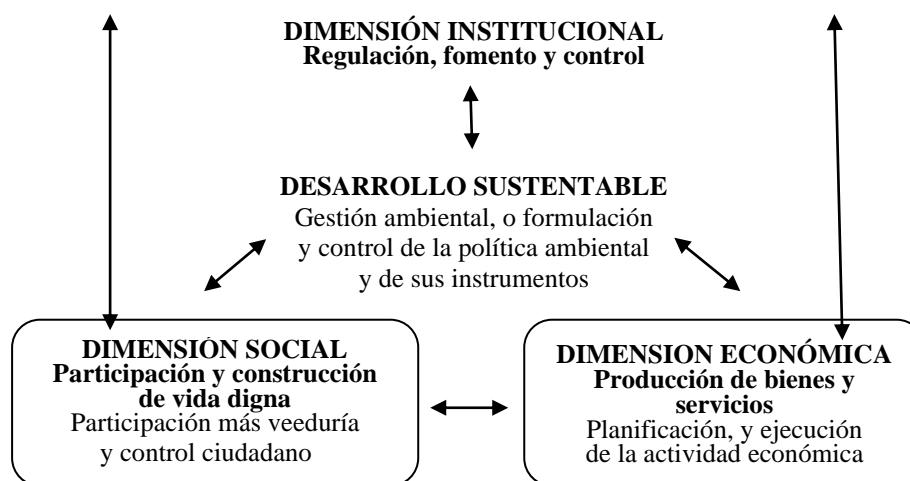 DIMENSIÓN INSTITUCIONAL
Regulación, fomento y control
DESARROLLO SUSTENTABLE
Gestión ambiental, o formulación
y control de la política ambiental
y de sus instrumentos
DIMENSIÓN SOCIAL
Participación y construcción
de vida digna
Participación más veeduría
y control ciudadano
DIMENSION ECONÓMICA
Producción de bienes y
servicios
Planificación, y ejecución
de la actividad económica